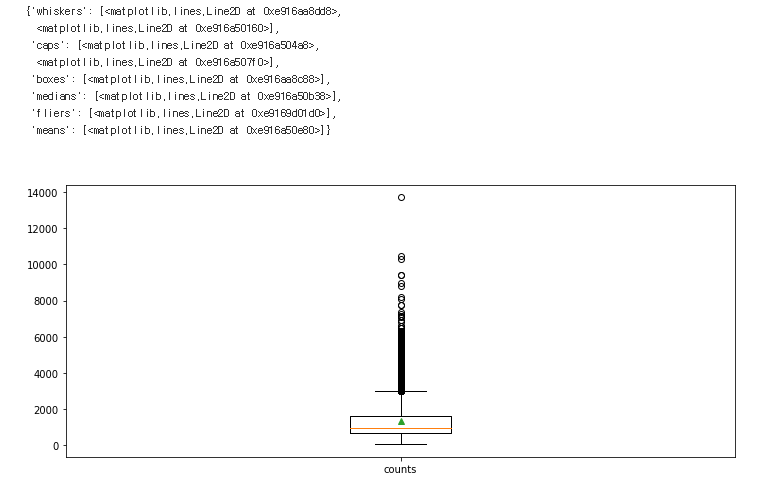 {'whiskers': [<matplotlib.lines.Line2D at 0xe916aa8dd8>,
<matplotlib.lines.Line2D at 0xe916a50160>],
'caps': [<matplotlib.lines.Line2D at 0xe916a504a8>,
<matplotlib.lines.Line2D at 0xe916a507f0>],
'boxes': [<matplotlib.lines.Line2D at 0xe916aa8c88>],
'medians': [<matplotlib.lines.Line2D at 0xe916a50b38>],
'fliers': [<matplotlib.lines.Line2D at 0xe9169d01d0>],
'means': [<matplotlib.lines.Line2D at 0xe916a50e80>]}
14000
12000
10000
8000
6000
4000
2000
0
counts